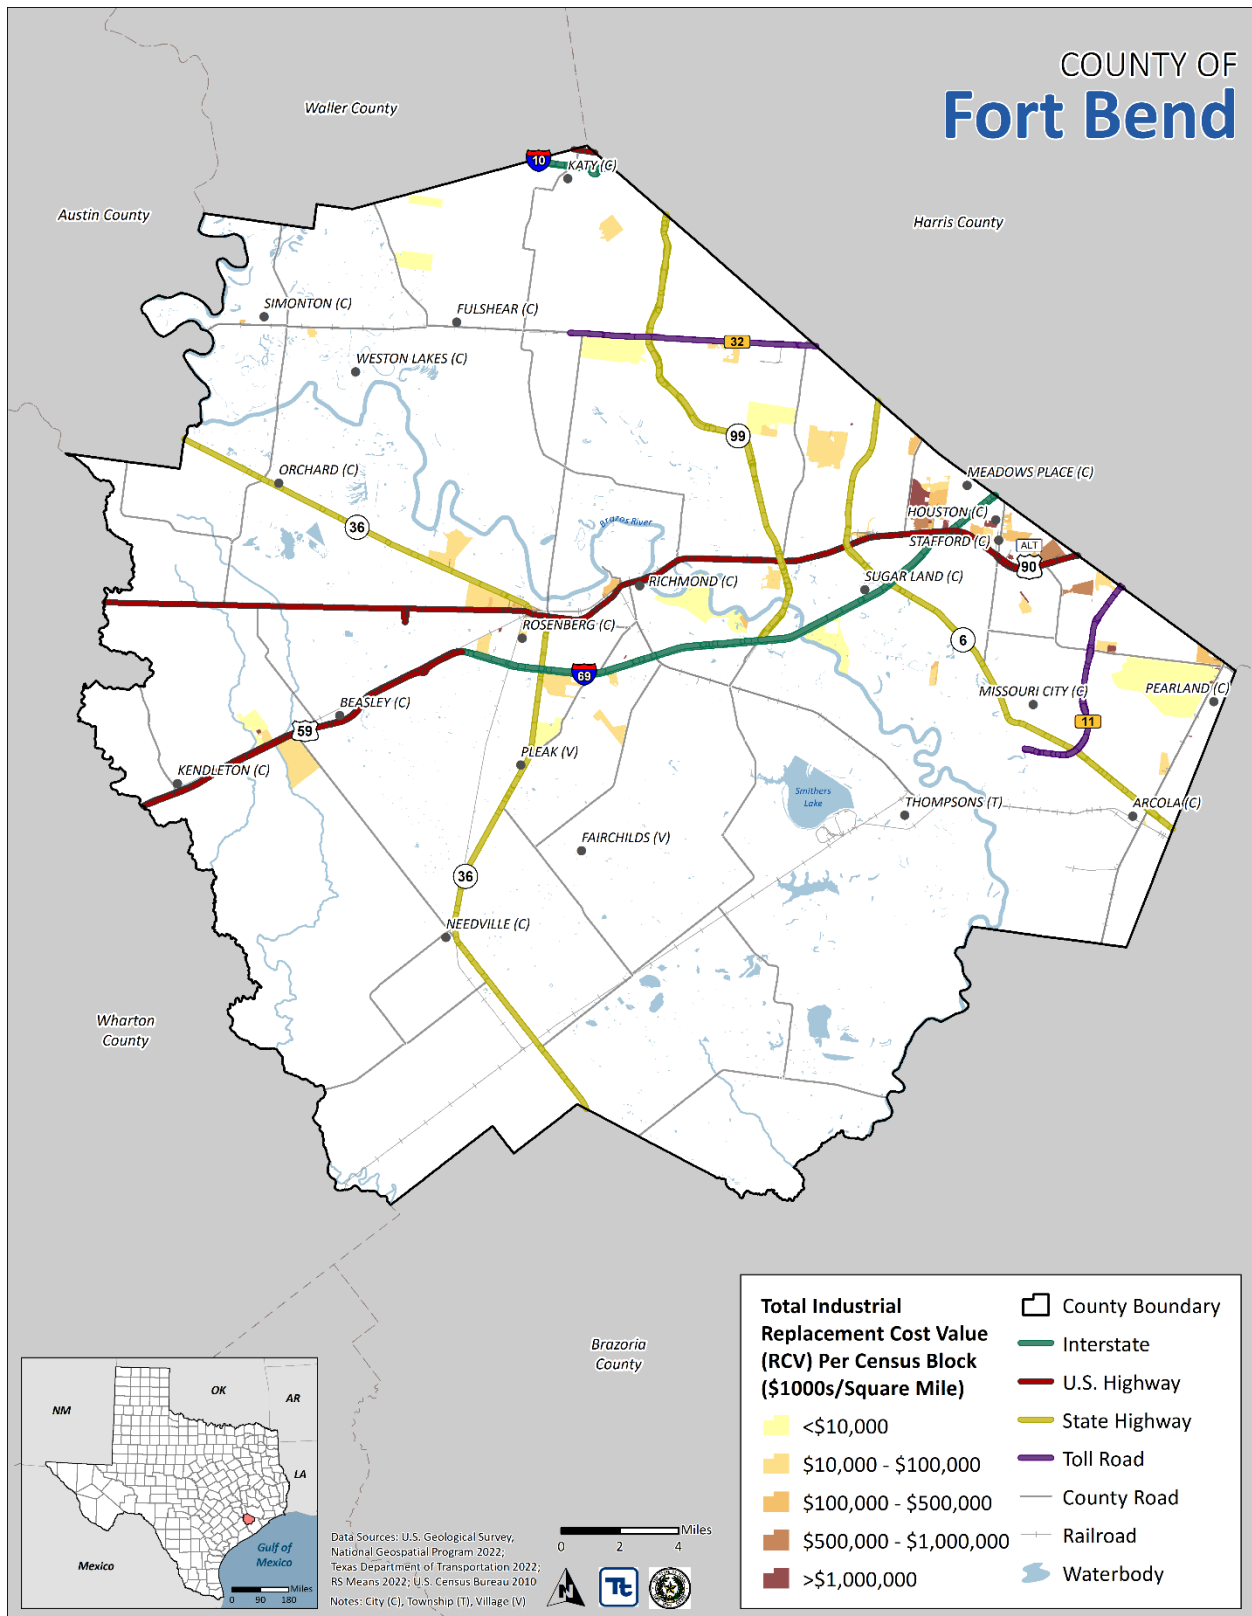 COUNTY OF
Fort Bend
Waller County
Austin County
Harris County
10
KATY (C)
SIMONTON (C)
FULSHEAR (C)
WESTON LAKES (C)
32
99
ORCHARD (C)
36
MEADOWS PLACE (C)
HOUSTON (C)
STAFFORD (C)
ALT
90
Brazos River
RICHMOND (C)
SUGAR LAND (C)
ROSENBERG (C)
6
69
BEASLEY (C)
59
MISSOURI CITY (C)
PEARLAND (C)
11
PLEAK (V)
KENDLETON (C)
Smithers
Lake
THOMPSONS (T)
ARCOLA (C)
FAIRCHILDS (V)
36
NEEDVILLE (C)
Wharton
County
Brazoria
County
Total Industrial
Replacement Cost Value
(RCV) Per Census Block
($1000s/Square Mile)
<$10,000
$10,000 - $100,000
$100,000 - $500,000
$500,000 - $1,000,000
>$1,000,000
County Boundary
Interstate
U.S. Highway
State Highway
Toll Road
County Road
Railroad
Waterbody
NM
OK
AR
LA
Mexico
Gulf of
Mexico
Miles
0 90 180
Data Sources: U.S. Geological Survey,
National Geospatial Program 2022;
Texas Department of Transportation 2022;
RS Means 2022; U.S. Census Bureau 2010
Notes: City (C), Township (T), Village (V)
Miles
0 2 4
N
Tt